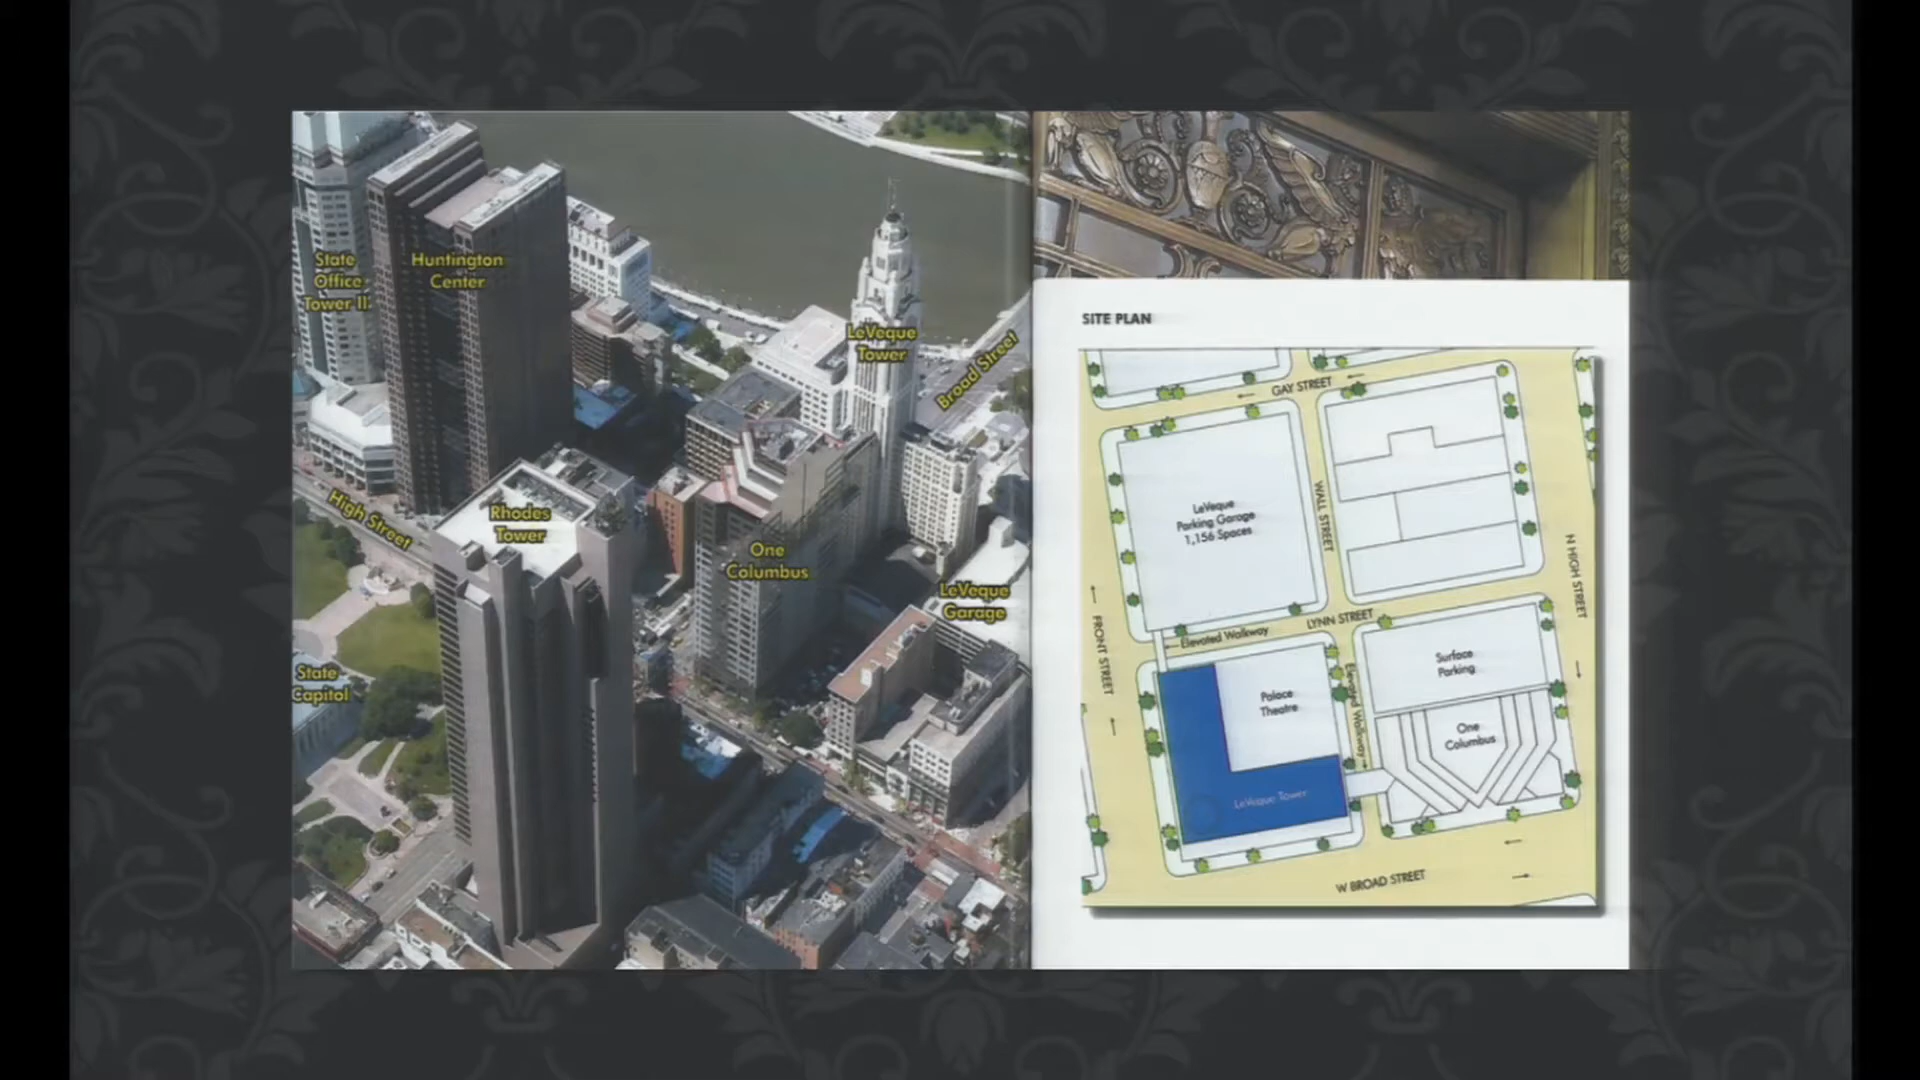 State
Office
Tower II
Huntington
Center
LeVeque
Tower
Broad Street
High Street
Rhodes
Tower
One
Columbus
LeVeque
Garage
State
Capitol
SITE PLAN
GAY STREET
LeVeque
Parking Garage
1,156 Spaces
WALL STREET
N HIGH STREET
FRONT STREET
Elevated Walkway
LYNN STREET
Palace
Theatre
Elevated Walkway
Surface
Parking
One
Columbus
LeVeque Tower
W BROAD STREET